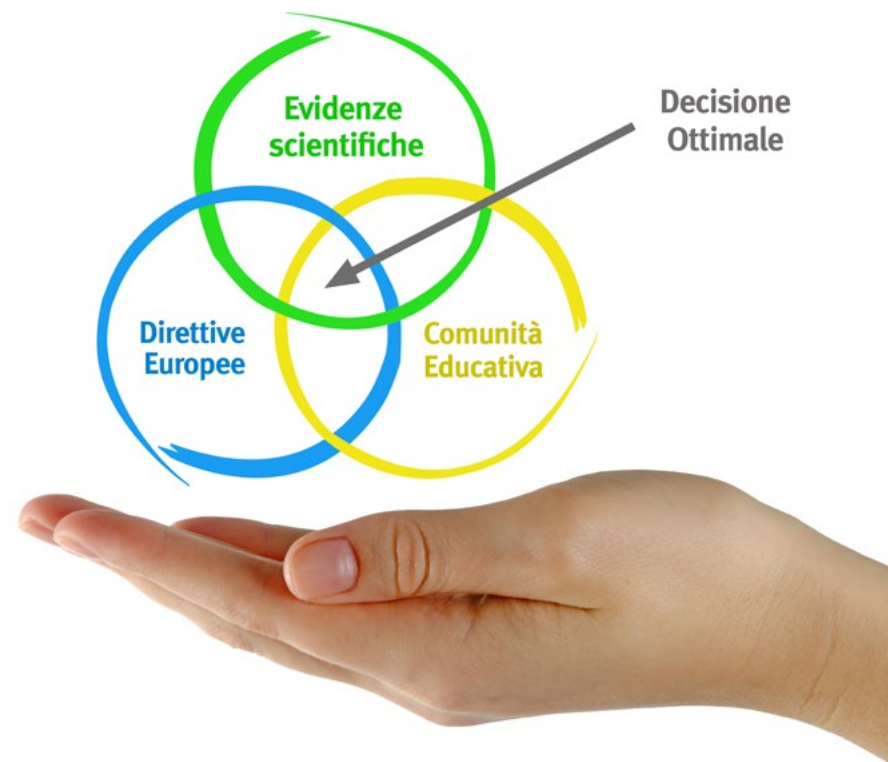 Evidenze
scientifiche
Decisione
Ottimale
Direttive
Europee
Comunità
Educativa